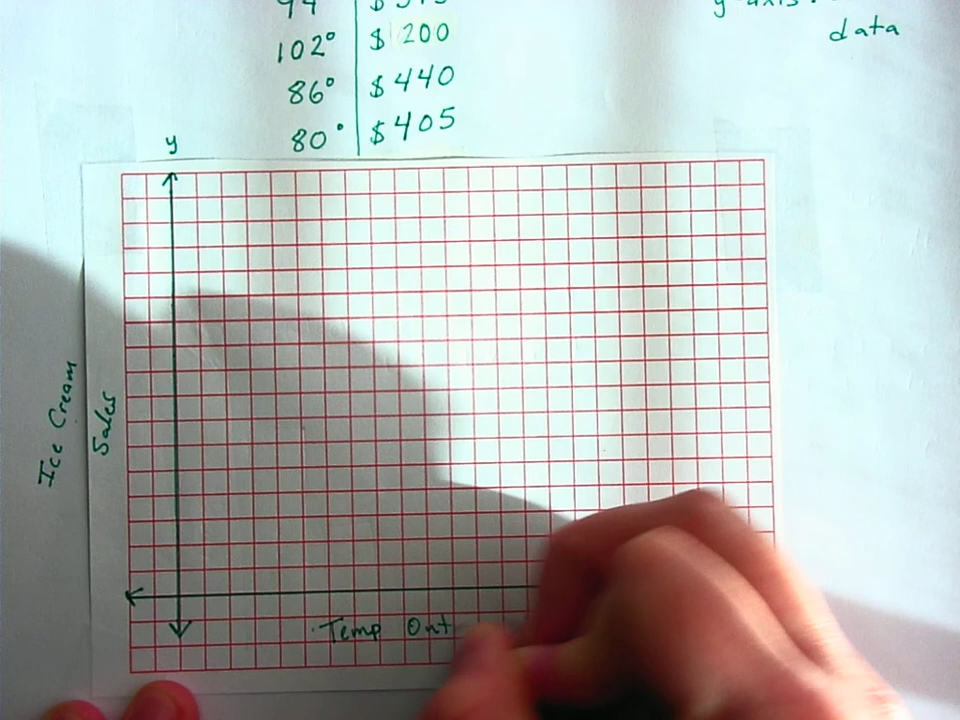 102° $ 200
86° $ 440
80° $ 405
data
y
Ice Cream
Sales
Temp Out